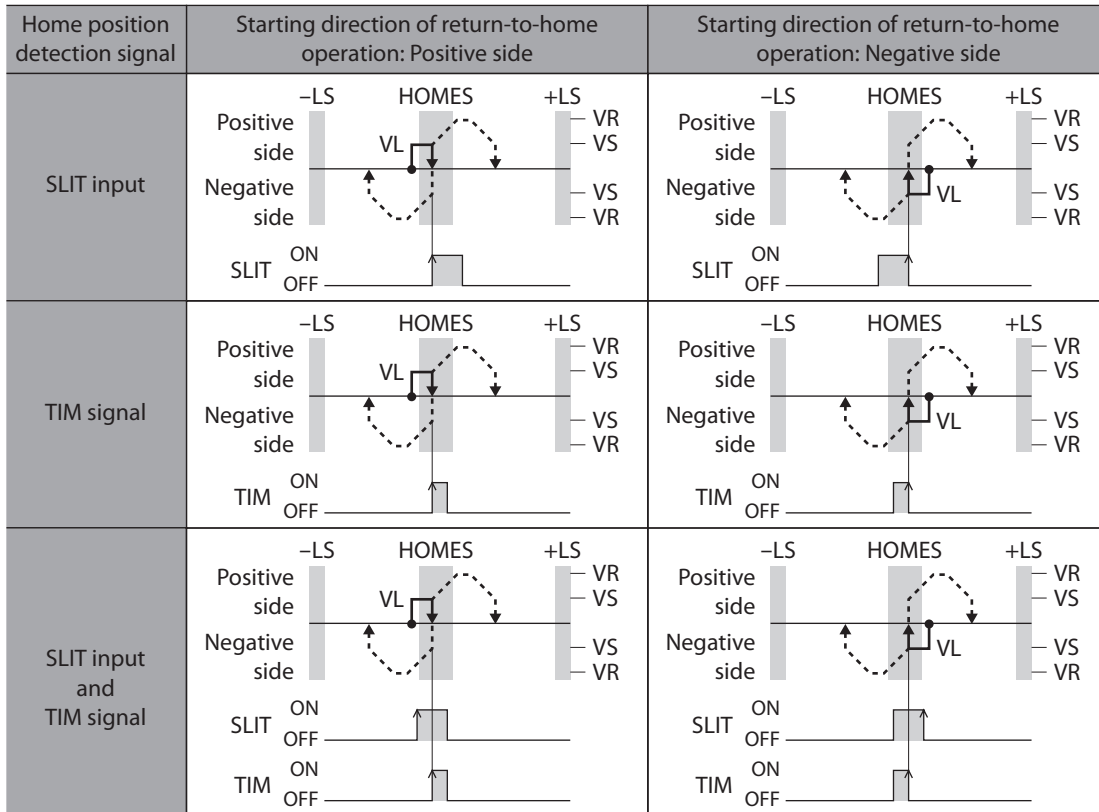 Home position
detection signal
Starting direction of return-to-home
operation: Positive side
Starting direction of return-to-home
operation: Negative side
SLIT input
–LS HOMES +LS
Positive
side
Negative
side
VL
VR
VS
VS
VR
SLIT
ON
OFF
–LS HOMES +LS
Positive
side
Negative
side
VL
VR
VS
VS
VR
SLIT
ON
OFF
TIM signal
–LS HOMES +LS
Positive
side
Negative
side
VL
VR
VS
VS
VR
TIM
ON
OFF
–LS HOMES +LS
Positive
side
Negative
side
VL
VR
VS
VS
VR
TIM
ON
OFF
SLIT input
and
TIM signal
–LS HOMES +LS
Positive
side
Negative
side
VL
VR
VS
VS
VR
SLIT
ON
OFF
TIM
ON
OFF
–LS HOMES +LS
Positive
side
Negative
side
VL
VR
VS
VS
VR
SLIT
ON
OFF
TIM
ON
OFF